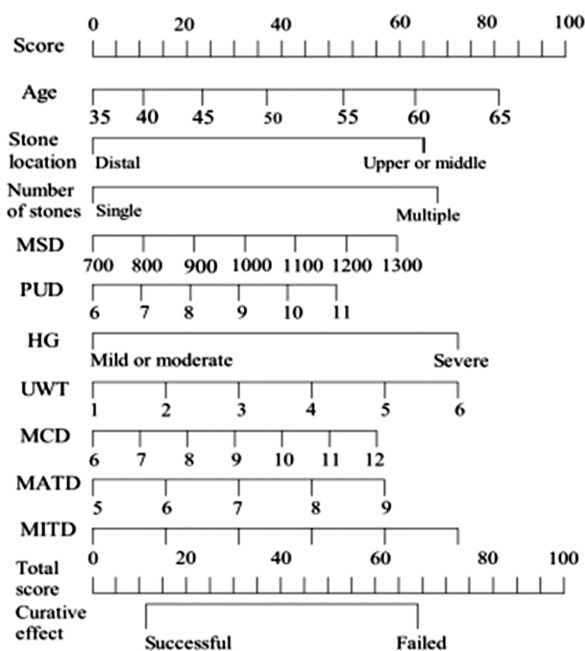 0 20 40 60 80 100
Score
Age
35 40 45 50 55 60 65
Stone
location
Distal Upper or middle
Number
of stones
Single Multiple
MSD
700 800 900 1000 1100 1200 1300
PUD
6 7 8 9 10 11
HG
Mild or moderate Severe
UWT
1 2 3 4 5 6
MCD
6 7 8 9 10 11 12
MATD
5 6 7 8 9
MITD
0 20 40 60 80 100
Total
score
Curative
effect
Successful Failed